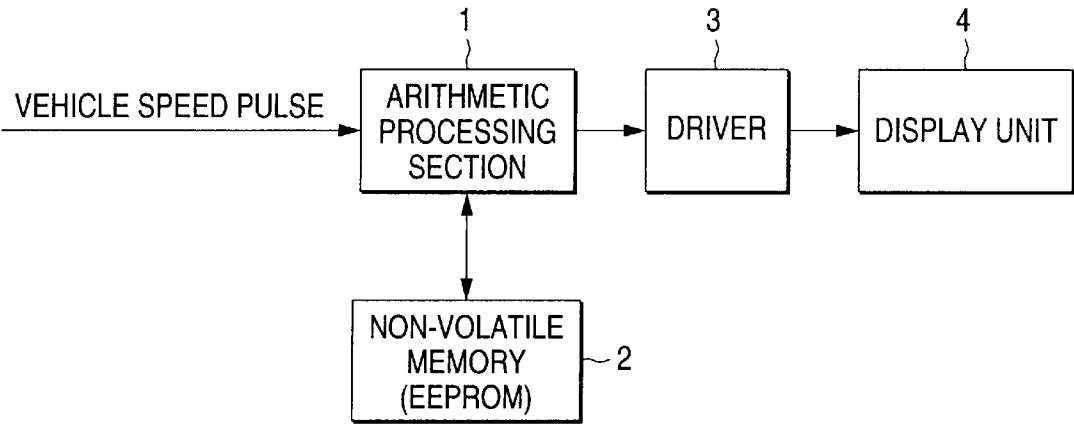 1
3
4
VEHICLE SPEED PULSE
ARITHMETIC
PROCESSING
SECTION
DRIVER
DISPLAY UNIT
NON-VOLATILE
MEMORY
(EEPROM)
2